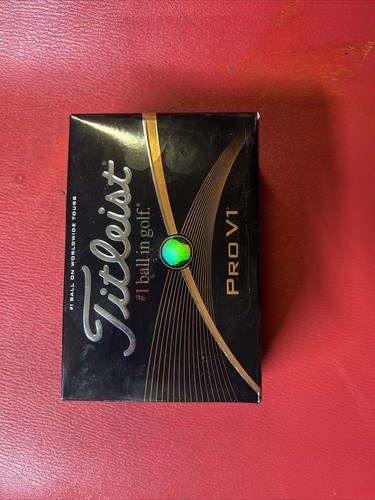 #1 BALL ON WORLDWIDE TOURS
Titleist®
#1 ball in golf.®
PRO V1®